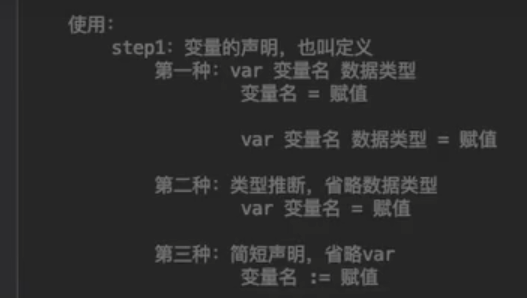 使用：
step1：变量的声明，也叫定义
第一种：var 变量名 数据类型
变量名 = 赋值
var 变量名 数据类型 = 赋值
第二种：类型推断，省略数据类型
var 变量名 = 赋值
第三种：简短声明，省略var
变量名 := 赋值